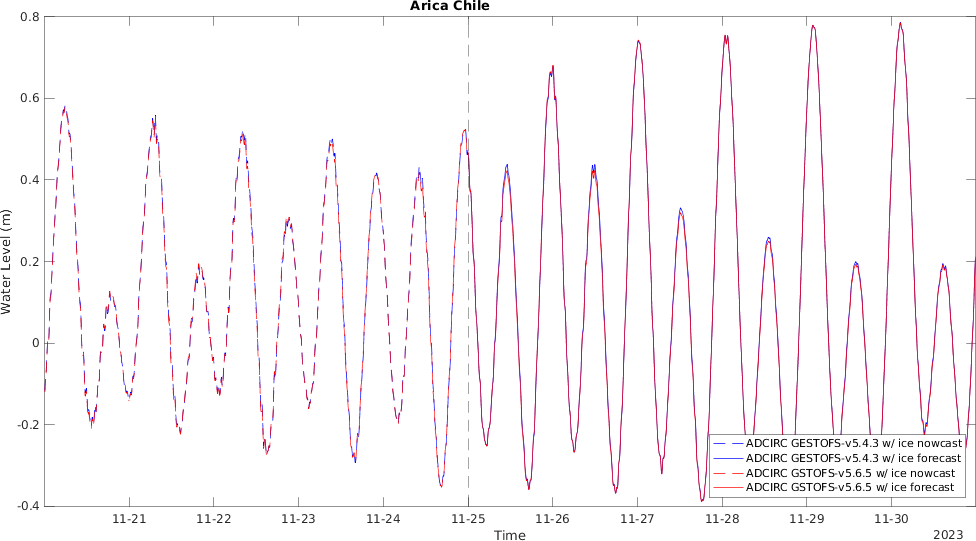 Arica Chile
0.8
0.6
0.4
0.2
0
-0.2
-0.4
Water Level (m)
11-21
11-22
11-23
11-24
11-25
11-26
11-27
11-28
11-29
11-30
Time
2023
ADCIRC GESTOFS-v5.4.3 w/ ice nowcast
ADCIRC GESTOFS-v5.4.3 w/ ice forecast
ADCIRC GSTOFS-v5.6.5 w/ ice nowcast
ADCIRC GSTOFS-v5.6.5 w/ ice forecast